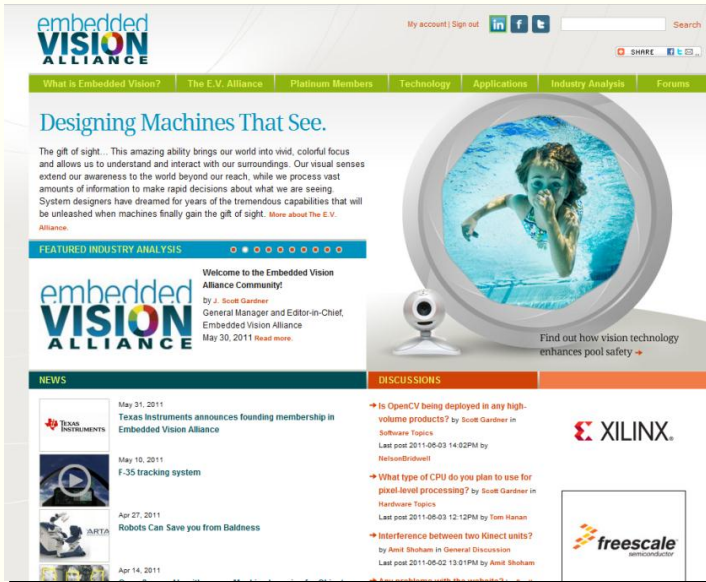 embedded
VISION
ALLIANCE
My account | Sign out
Search
SHARE
What is Embedded Vision?
The E.V. Alliance
Platinum Members
Technology
Applications
Industry Analysis
Forums
Designing Machines That See.
The gift of sight... This amazing ability brings our world into vivid, colorful focus
and allows us to understand and interact with our surroundings. Our visual senses
extend our awareness to the world beyond our reach, while we process vast
amounts of information to make rapid decisions about what we are seeing.
System designers have dreamed for years of the tremendous capabilities that will
be unleashed when machines finally gain the gift of sight. More about The E.V.
Alliance.
Find out how vision technology
enhances pool safety
FEATURED INDUSTRY ANALYSIS
embedded
VISION
ALLIANCE
Welcome to the Embedded Vision
Alliance Community!
by J. Scott Gardner
General Manager and Editor-in-Chief,
Embedded Vision Alliance
May 30, 2011 Read more.
NEWS
TEXAS
INSTRUMENTS
May 31, 2011
Texas Instruments announces founding membership in
Embedded Vision Alliance
May 10, 2011
F-35 tracking system
Apr 27, 2011
Robots Can Save you from Baldness
Apr 14, 2011
DISCUSSIONS
Is OpenCV being deployed in any high-
volume products? by Scott Gardner in
Software Topics
Last post 2011-06-03 14:02PM by
NelsonBridwell
What type of CPU do you plan to use for
pixel-level processing? by Scott Gardner in
Hardware Topics
Last post 2011-06-03 12:12PM by Tom Hanan
Interference between two Kinect units?
by Amit Shoham in General Discussion
Last post 2011-06-02 13:01PM by Amit Shoham
XILINX
freescale
semiconductor